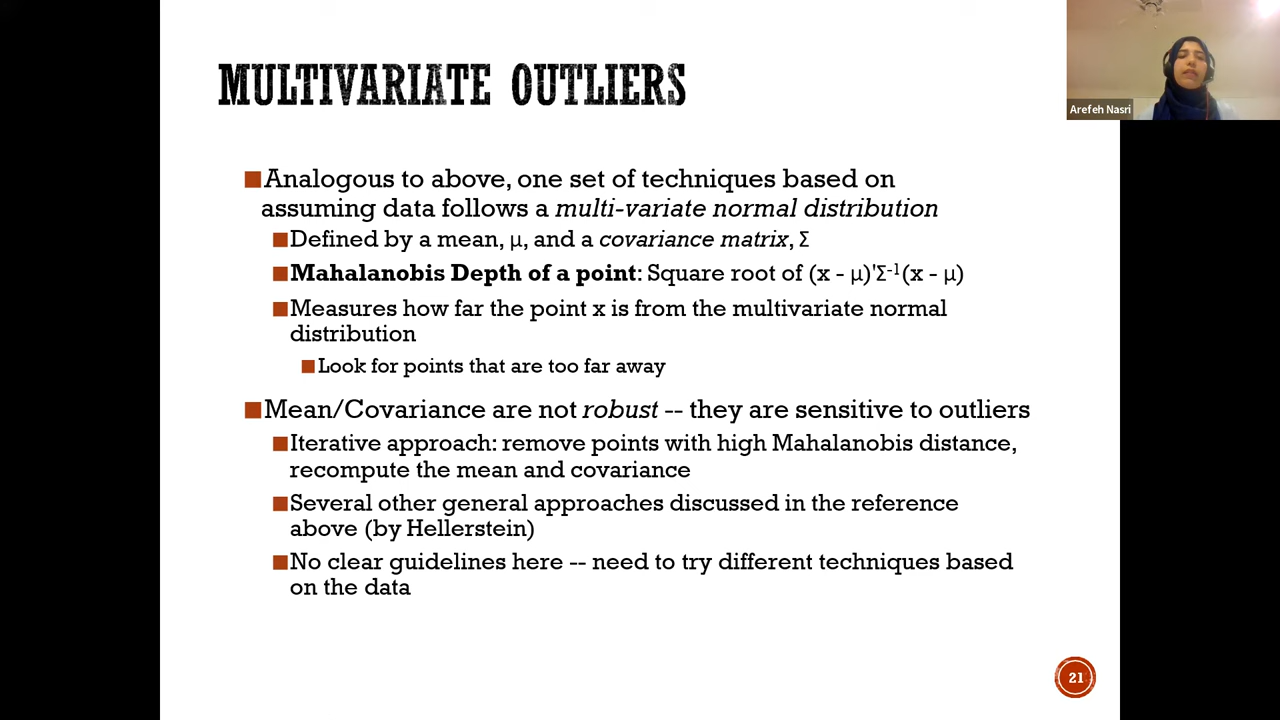 MULTIVARIATE OUTLIERS
Arefeh Nasri
■Analogous to above, one set of techniques based on
assuming data follows a multi-variate normal distribution
■Defined by a mean, μ, and a covariance matrix, Σ
■Mahalanobis Depth of a point: Square root of (x - μ)'Σ⁻¹(x - μ)
■Measures how far the point x is from the multivariate normal
distribution
■Look for points that are too far away
■Mean/Covariance are not robust -- they are sensitive to outliers
■Iterative approach: remove points with high Mahalanobis distance,
recompute the mean and covariance
■Several other general approaches discussed in the reference
above (by Hellerstein)
■No clear guidelines here -- need to try different techniques based
on the data
21